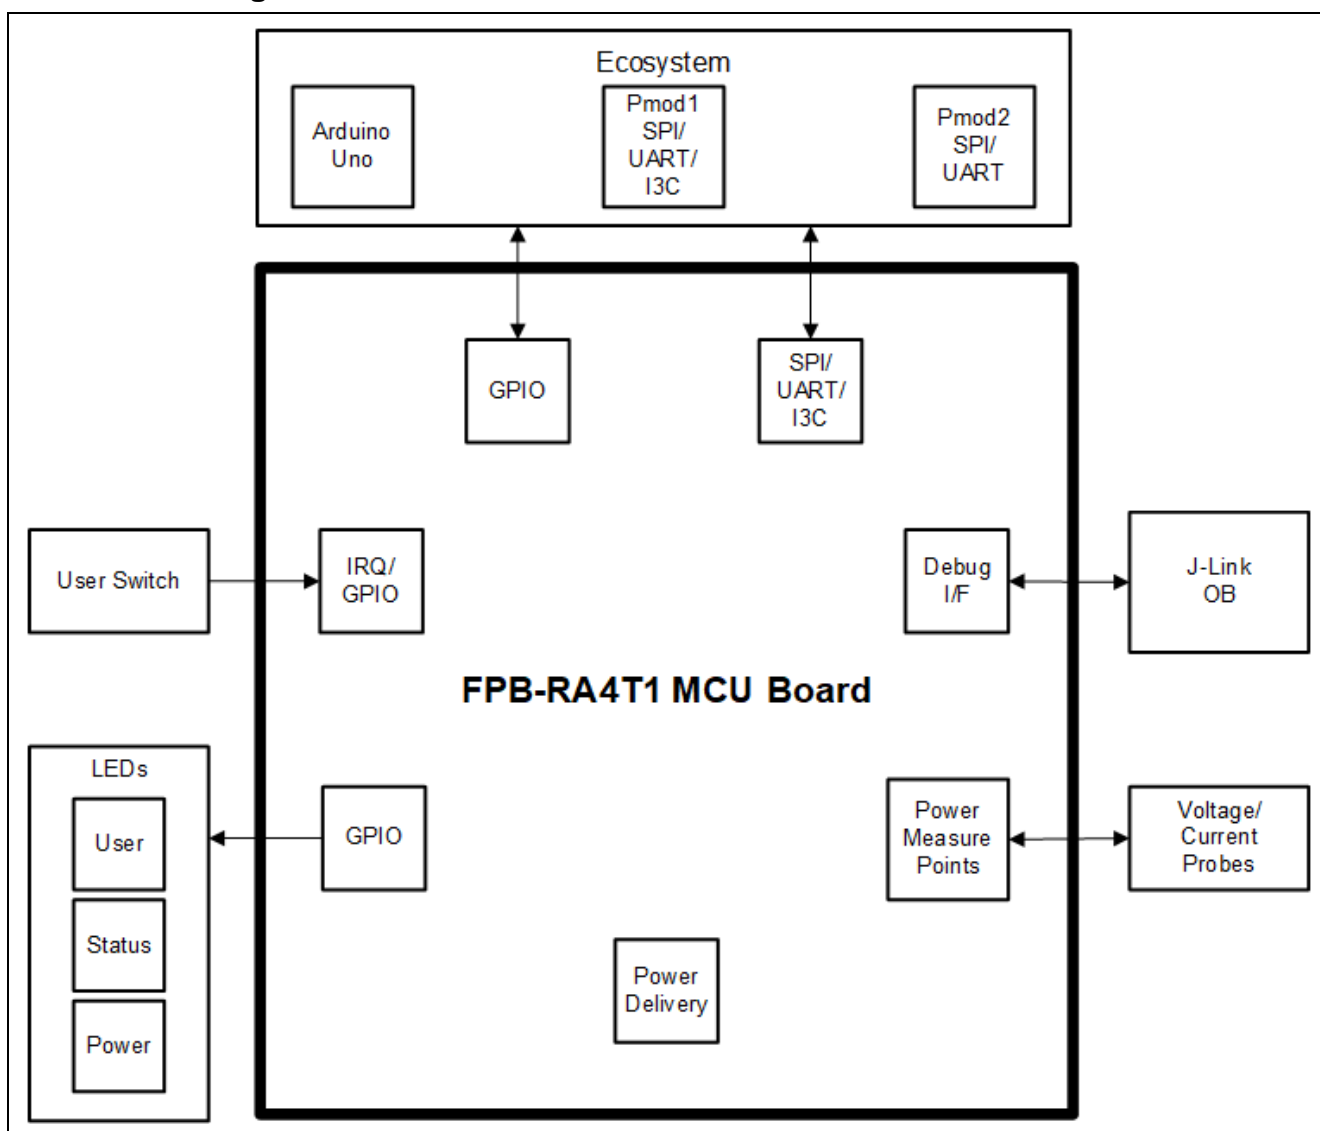 Ecosystem
Arduino
Uno
Pmod1
SPI/
UART/
I3C
Pmod2
SPI/
UART
GPIO
SPI/
UART/
I3C
User Switch
IRQ/
GPIO
Debug
I/F
J-Link
OB
FPB-RA4T1 MCU Board
LEDs
User
Status
Power
GPIO
Power
Measure
Points
Voltage/
Current
Probes
Power
Delivery